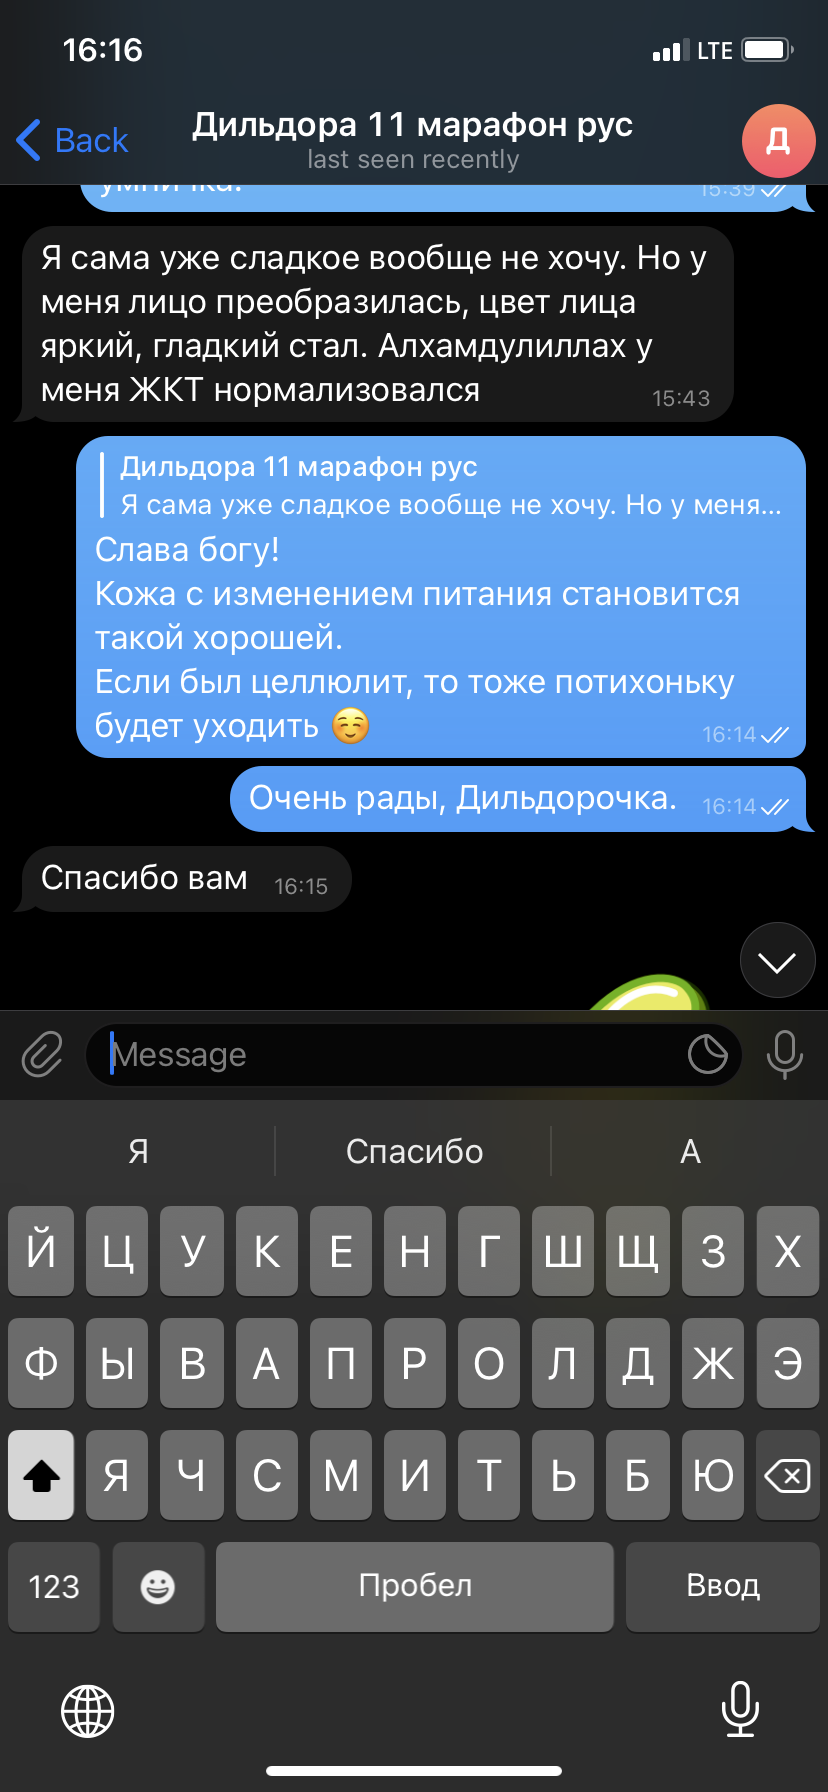 16:16
LTE
Back
Дильдора 11 марафон рус
last seen recently
Д
умничка!
15:39
Я сама уже сладкое вообще не хочу. Но у
меня лицо преобразилась, цвет лица
яркий, гладкий стал. Алхамдулиллах у
меня ЖКТ нормализовался
15:43
Дильдора 11 марафон рус
Я сама уже сладкое вообще не хочу. Но у меня...
Слава богу!
Кожа с изменением питания становится
такой хорошей.
Если был целлюлит, то тоже потихоньку
будет уходить ☺️
16:14
Очень рады, Дильдорочка.
16:14
Спасибо вам
16:15
Message
Я Спасибо А
Й Ц У К Е Н Г Ш Щ З Х
Ф Ы В А П Р О Л Д Ж Э
Я Ч С М И Т Ь Б Ю
123 Пробел Ввод